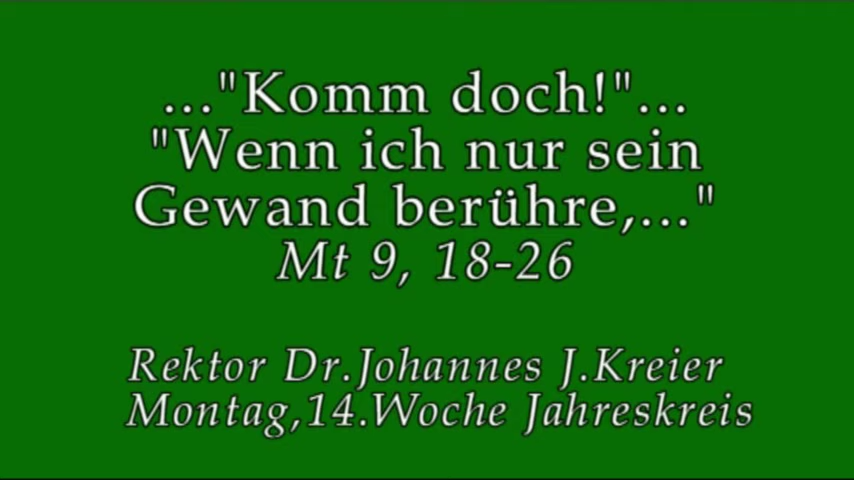 ..."Komm doch!"...
"Wenn ich nur sein
Gewand berühre,..."
Mt 9, 18-26
Rektor Dr.Johannes J.Kreier
Montag,14.Woche Jahreskreis